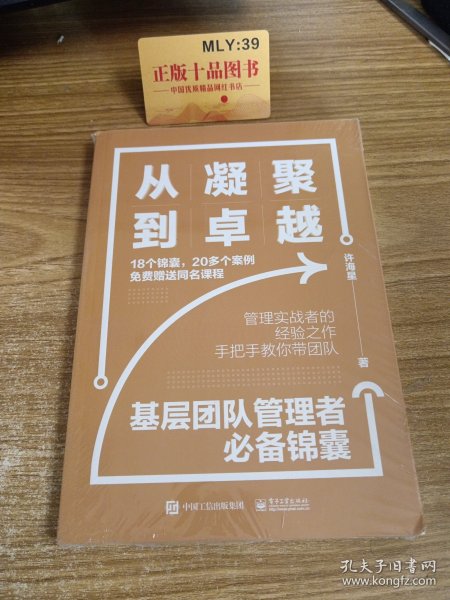 MLY:39
正版十品图书
中国优质精品网红书店
从凝聚
到卓越
18个锦囊，20多个案例
免费赠送同名课程
许海星 著
管理实战者的
经验之作
手把手教你带团队
基层团队管理者
必备锦囊
中国工信出版集团
电子工业出版社
孔夫子旧书网
www.kongfz.com